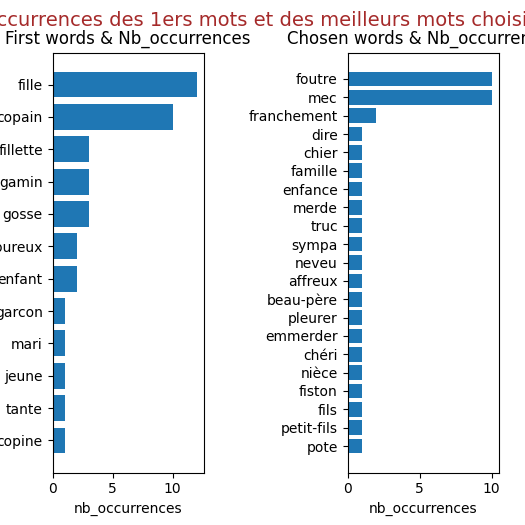 ccurrences des 1ers mots et des meilleurs mots choisi
First words & Nb_occurrences
fille
copain
fillette
gamin
gosse
oureux
enfant
garcon
mari
jeune
tante
copine
0 5 10
nb_occurrences
Chosen words & Nb_occurren
foutre
mec
franchement
dire
chier
famille
enfance
merde
truc
sympa
neveu
affreux
beau-père
pleurer
emmerder
chéri
nièce
fiston
fils
petit-fils
pote
0 5 10
nb_occurrences